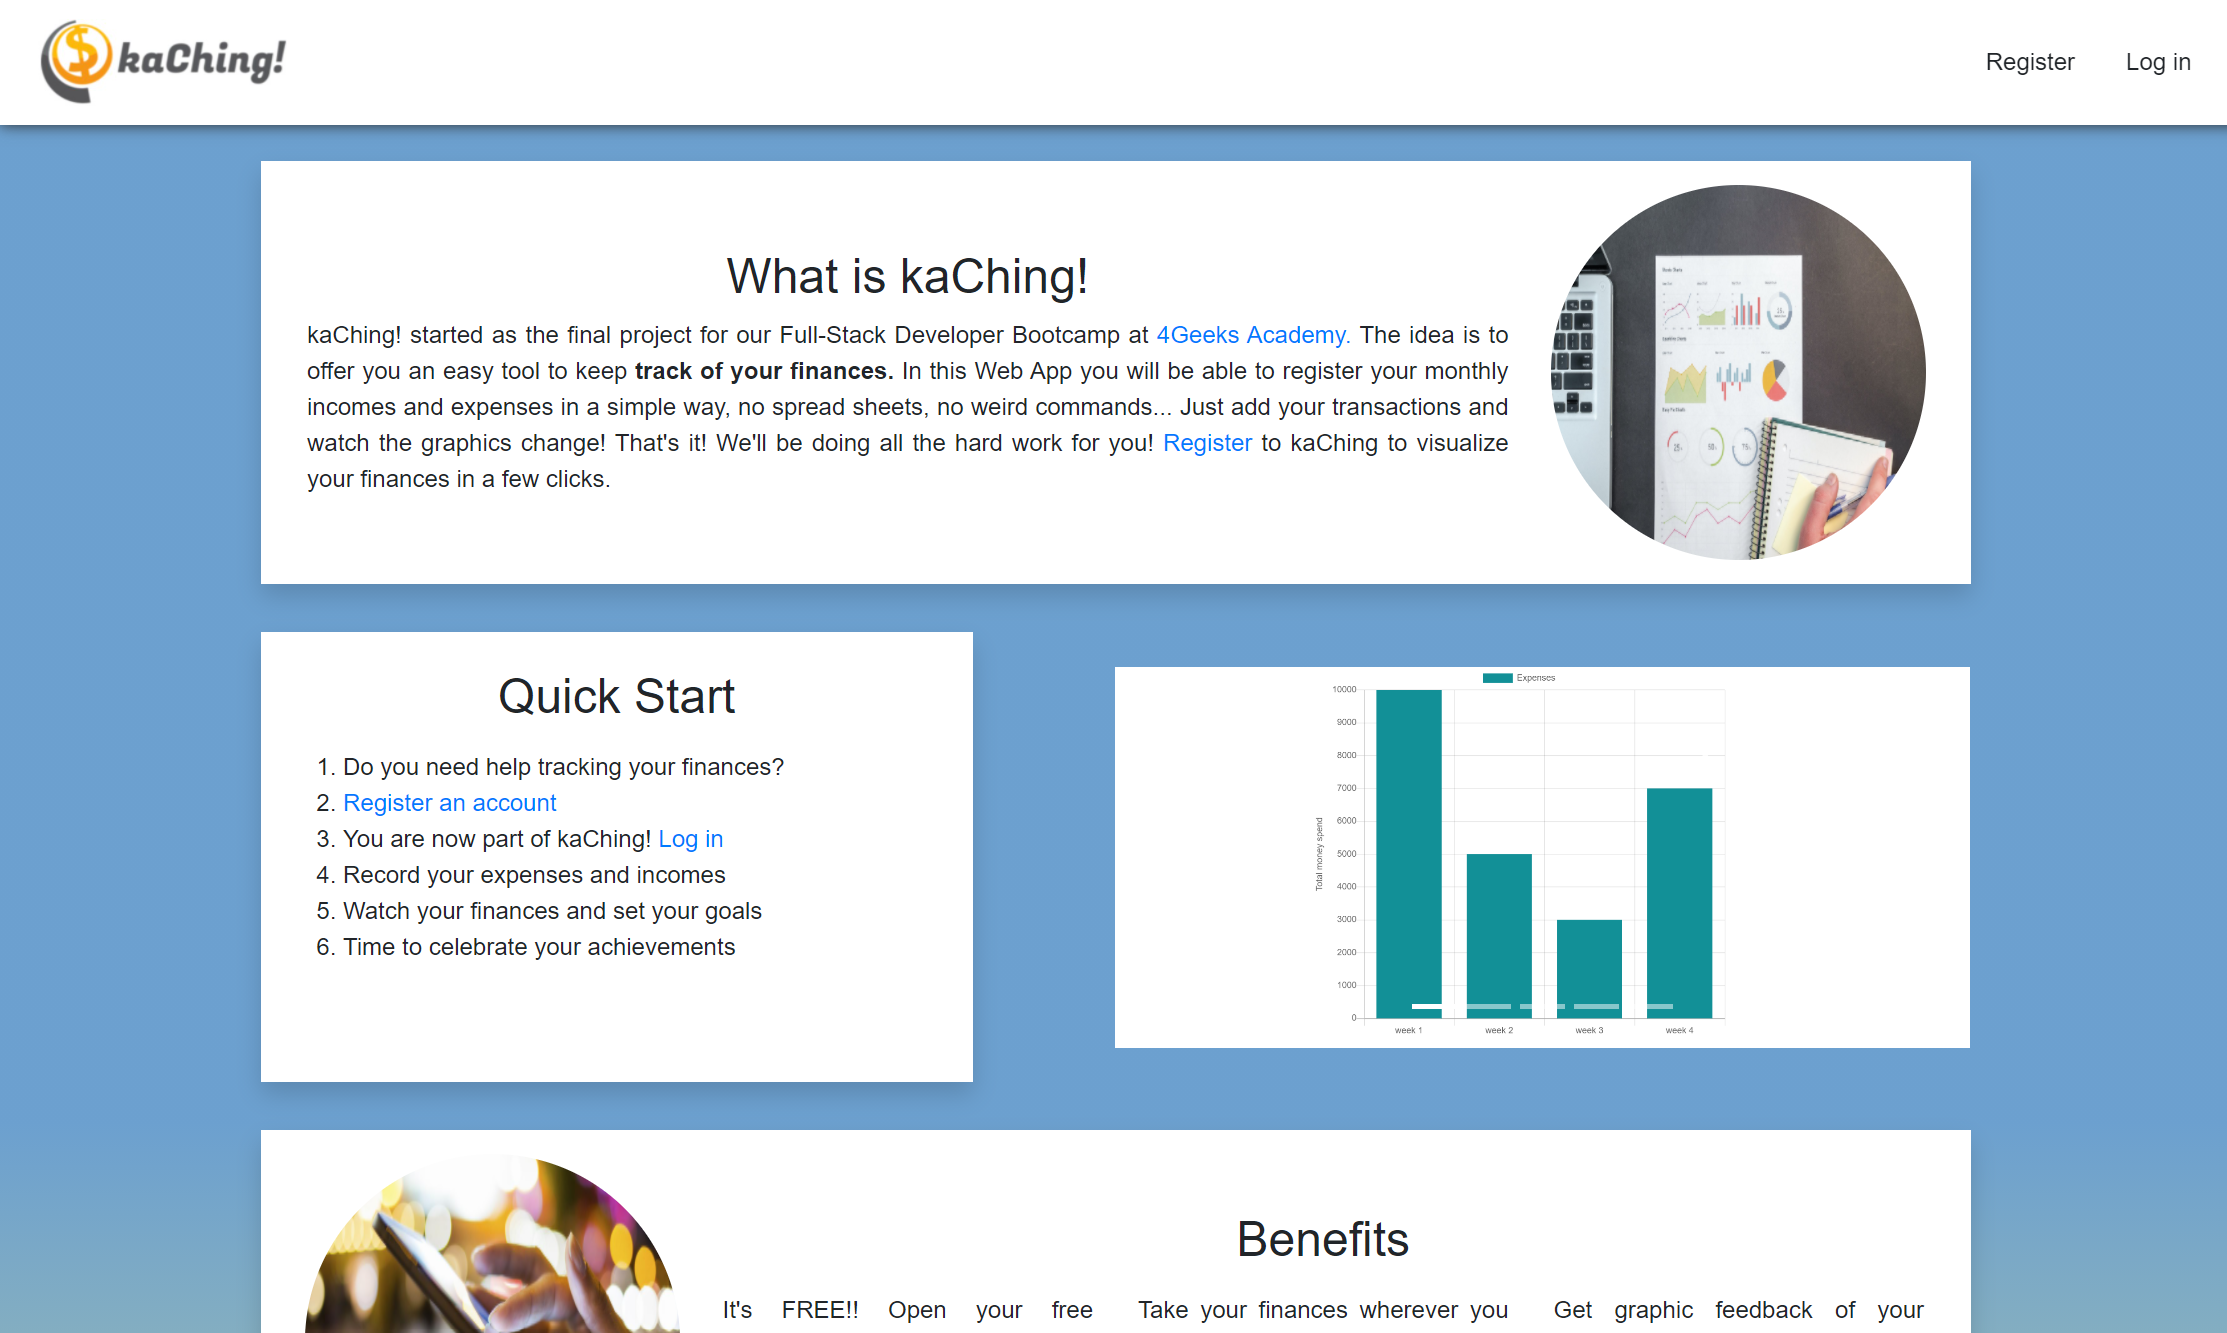 kaChing!
Register
Log in
What is kaChing!
kaChing! started as the final project for our Full-Stack Developer Bootcamp at 4Geeks Academy. The idea is to
offer you an easy tool to keep track of your finances. In this Web App you will be able to register your monthly
incomes and expenses in a simple way, no spread sheets, no weird commands... Just add your transactions and
watch the graphics change! That's it! We'll be doing all the hard work for you! Register to kaChing to visualize
your finances in a few clicks.
Quick Start
1. Do you need help tracking your finances?
2. Register an account
3. You are now part of kaChing! Log in
4. Record your expenses and incomes
5. Watch your finances and set your goals
6. Time to celebrate your achievements
Expenses
Total money spend
10000
9000
8000
7000
6000
5000
4000
3000
2000
1000
0
week 1
week 2
week 3
week 4
Benefits
It's FREE!! Open your free
Take your finances wherever you
Get graphic feedback of your